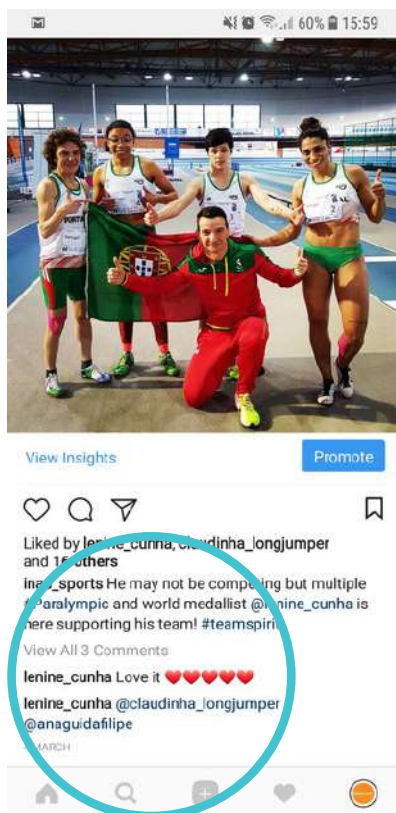 60% 15:59
PORTU
View Insights
Promote
Liked by lenine_cunha, claudinha_longjumper
and 16 others
inas_sports He may not be competing but multiple
#Paralympic and world medallist @lenine_cunha is
here supporting his team! #teamspirit
View All 3 Comments
lenine_cunha Love it ❤️❤️❤️❤️❤️
lenine_cunha @claudinha_longjumper
@anaguidafilipe
MARCH